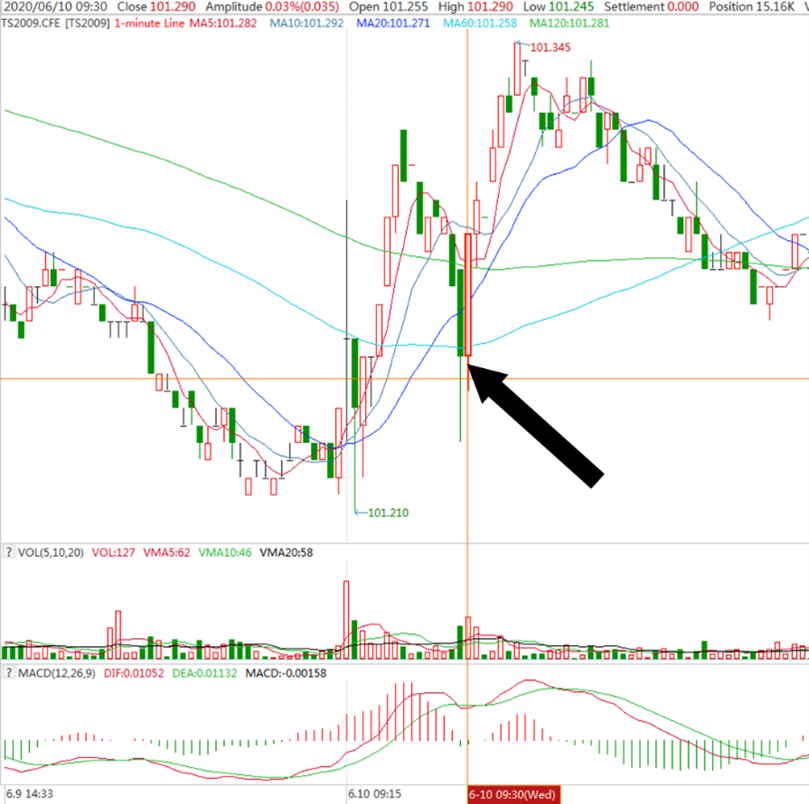 2020/06/10 09:30 Close 101.290 Amplitude 0.03%(0.035) Open 101.255 High 101.290 Low 101.245 Settlement 0.000 Position 15.16K
TS2009.CFE [TS2009] 1-minute Line MA5:101.282 MA10:101.292 MA20:101.271 MA60:101.258 MA120:101.281
101.345
101.210
? VOL(5,10,20) VOL:127 VMA5:62 VMA10:46 VMA20:58
? MACD(12,26,9) DIF:0.01052 DEA:0.01132 MACD:-0.00158
6.9 14:33 6.10 09:15 6-10 09:30(Wed)